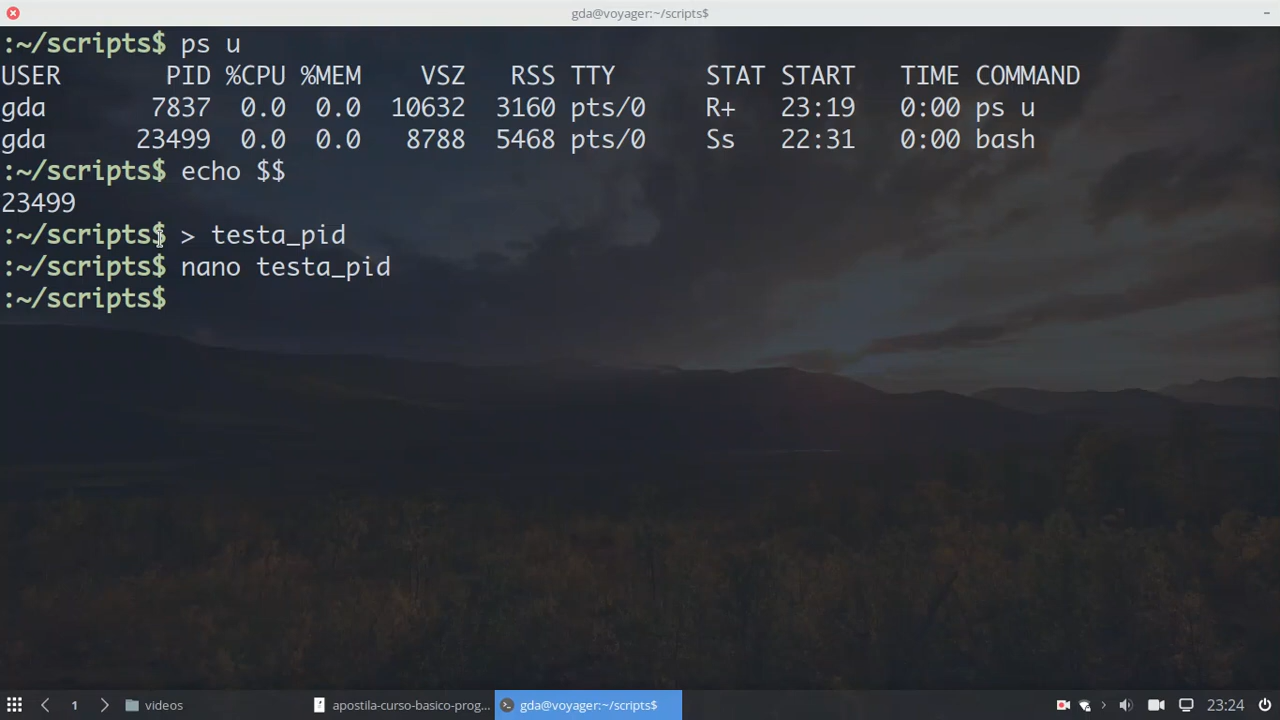 gda@voyager:~/scripts$
:~/scripts$ ps u
USER PID %CPU %MEM VSZ RSS TTY STAT START TIME COMMAND
gda 7837 0.0 0.0 10632 3160 pts/0 R+ 23:19 0:00 ps u
gda 23499 0.0 0.0 8788 5468 pts/0 Ss 22:31 0:00 bash
:~/scripts$ echo $$
23499
:~/scripts$ > testa_pid
:~/scripts$ nano testa_pid
:~/scripts$
1 videos apostila-curso-basico-prog... gda@voyager:~/scripts$ 23:24